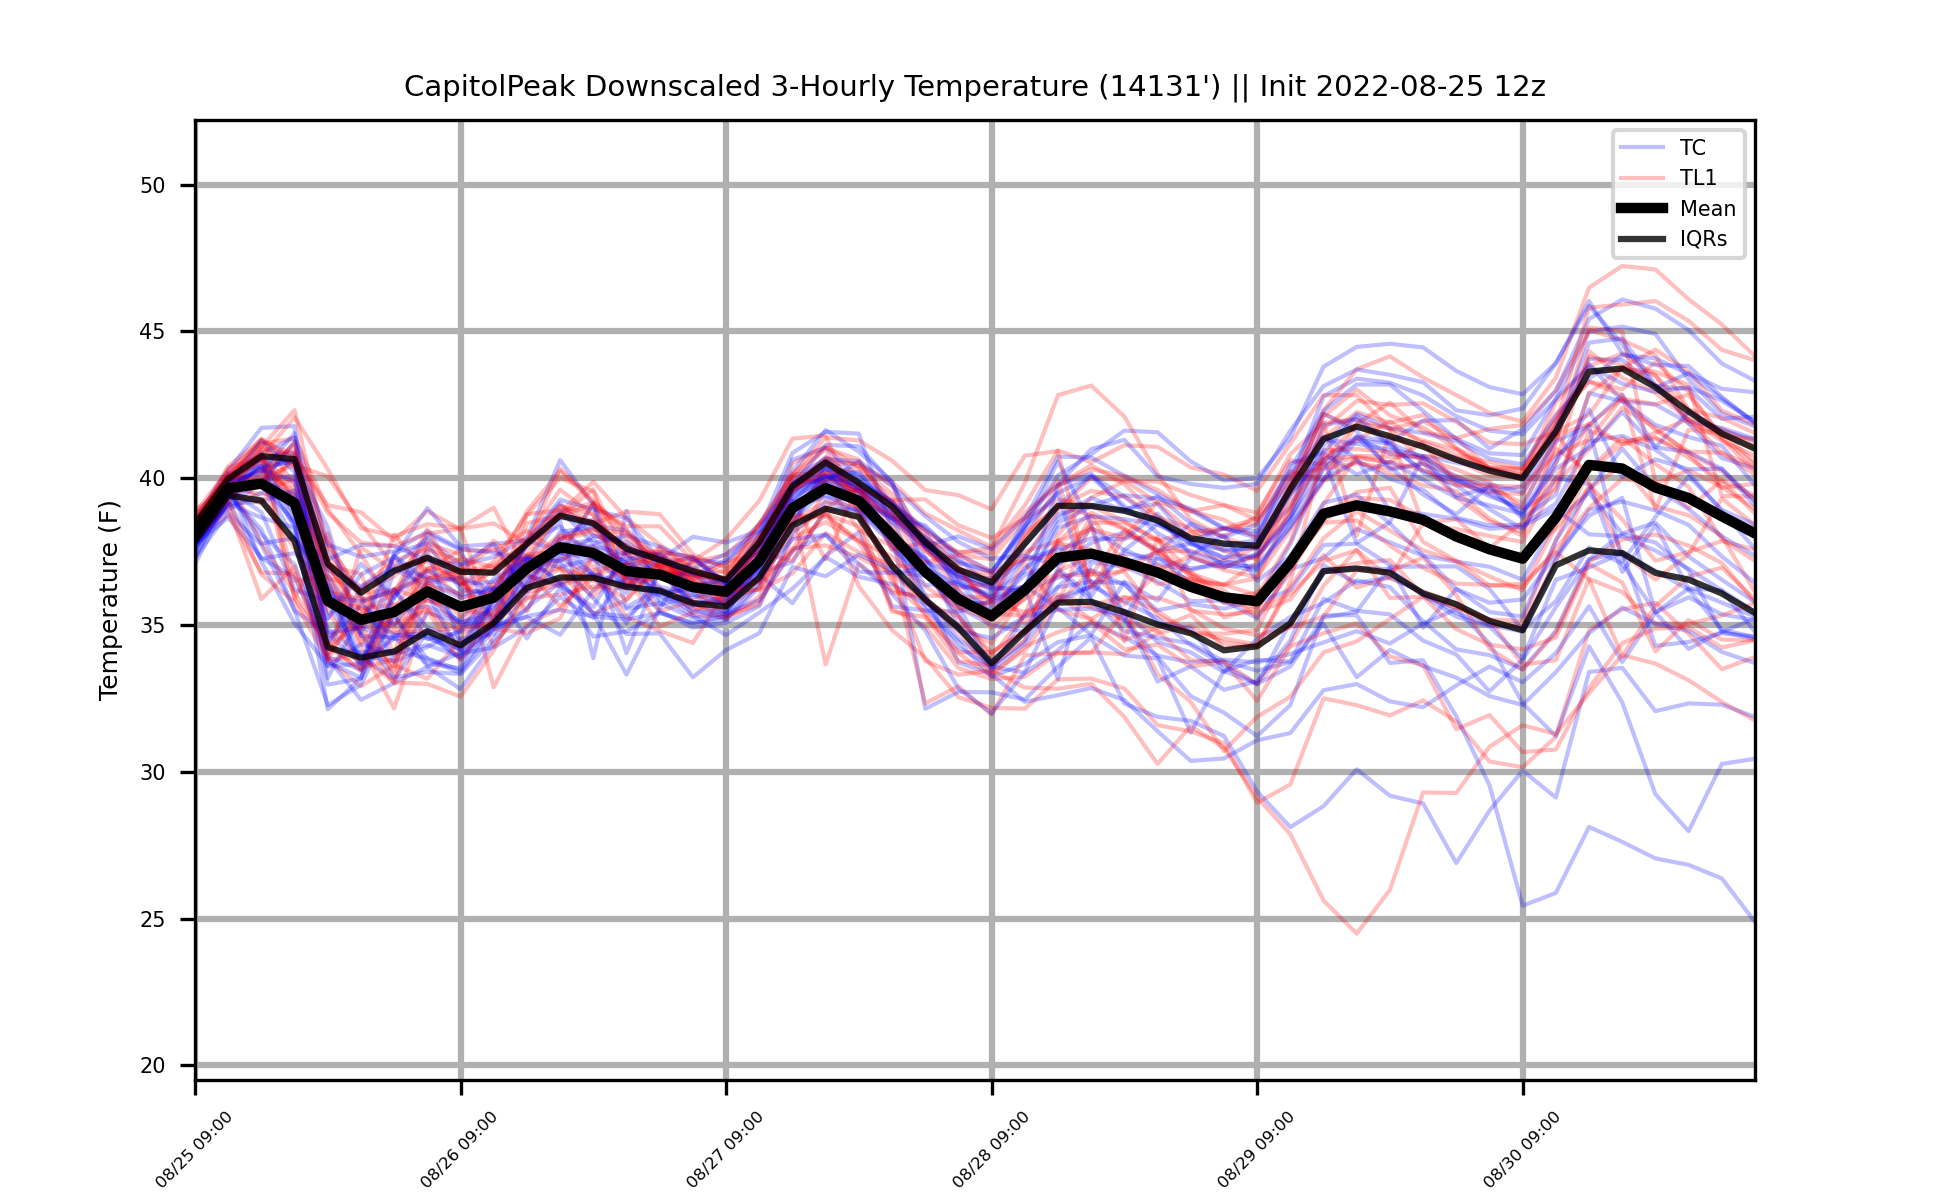 CapitolPeak Downscaled 3-Hourly Temperature (14131') || Init 2022-08-25 12z
TC
TL1
Mean
IQRs
Temperature (F)
50
45
40
35
30
25
20
08/25 09:00
08/26 09:00
08/27 09:00
08/28 09:00
08/29 09:00
08/30 09:00